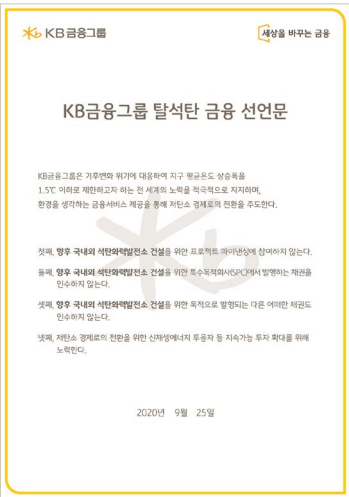 KB금융그룹
세상을 바꾸는 금융
KB금융그룹 탈석탄 금융 선언문
KB금융그룹은 기후변화 위기에 대응하여 지구 평균온도 상승폭을
1.5℃ 이하로 제한하고자 하는 전 세계의 노력을 적극적으로 지지하며,
환경을 생각하는 금융서비스 제공을 통해 저탄소 경제로의 전환을 주도한다.
첫째, 향후 국내외 석탄화력발전소 건설을 위한 프로젝트 파이낸싱에 참여하지 않는다.
둘째, 향후 국내외 석탄화력발전소 건설을 위한 특수목적회사(SPC)에서 발행하는 채권을
인수하지 않는다.
셋째, 향후 국내외 석탄화력발전소 건설을 위한 목적으로 발행되는 다른 어떠한 채권도
인수하지 않는다.
넷째, 저탄소 경제로의 전환을 위한 신재생에너지 투융자 등 지속가능 투자 확대를 위해
노력한다.
2020년 9월 25일